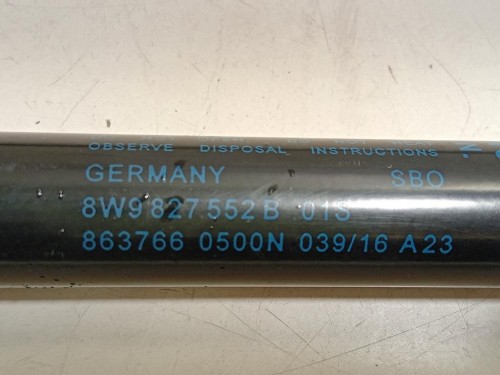 OBSERVE DISPOSAL INSTRUCTIONS
GERMANY SBO
8W9 827 552 B 01S
863766 0500N 039/16 A23